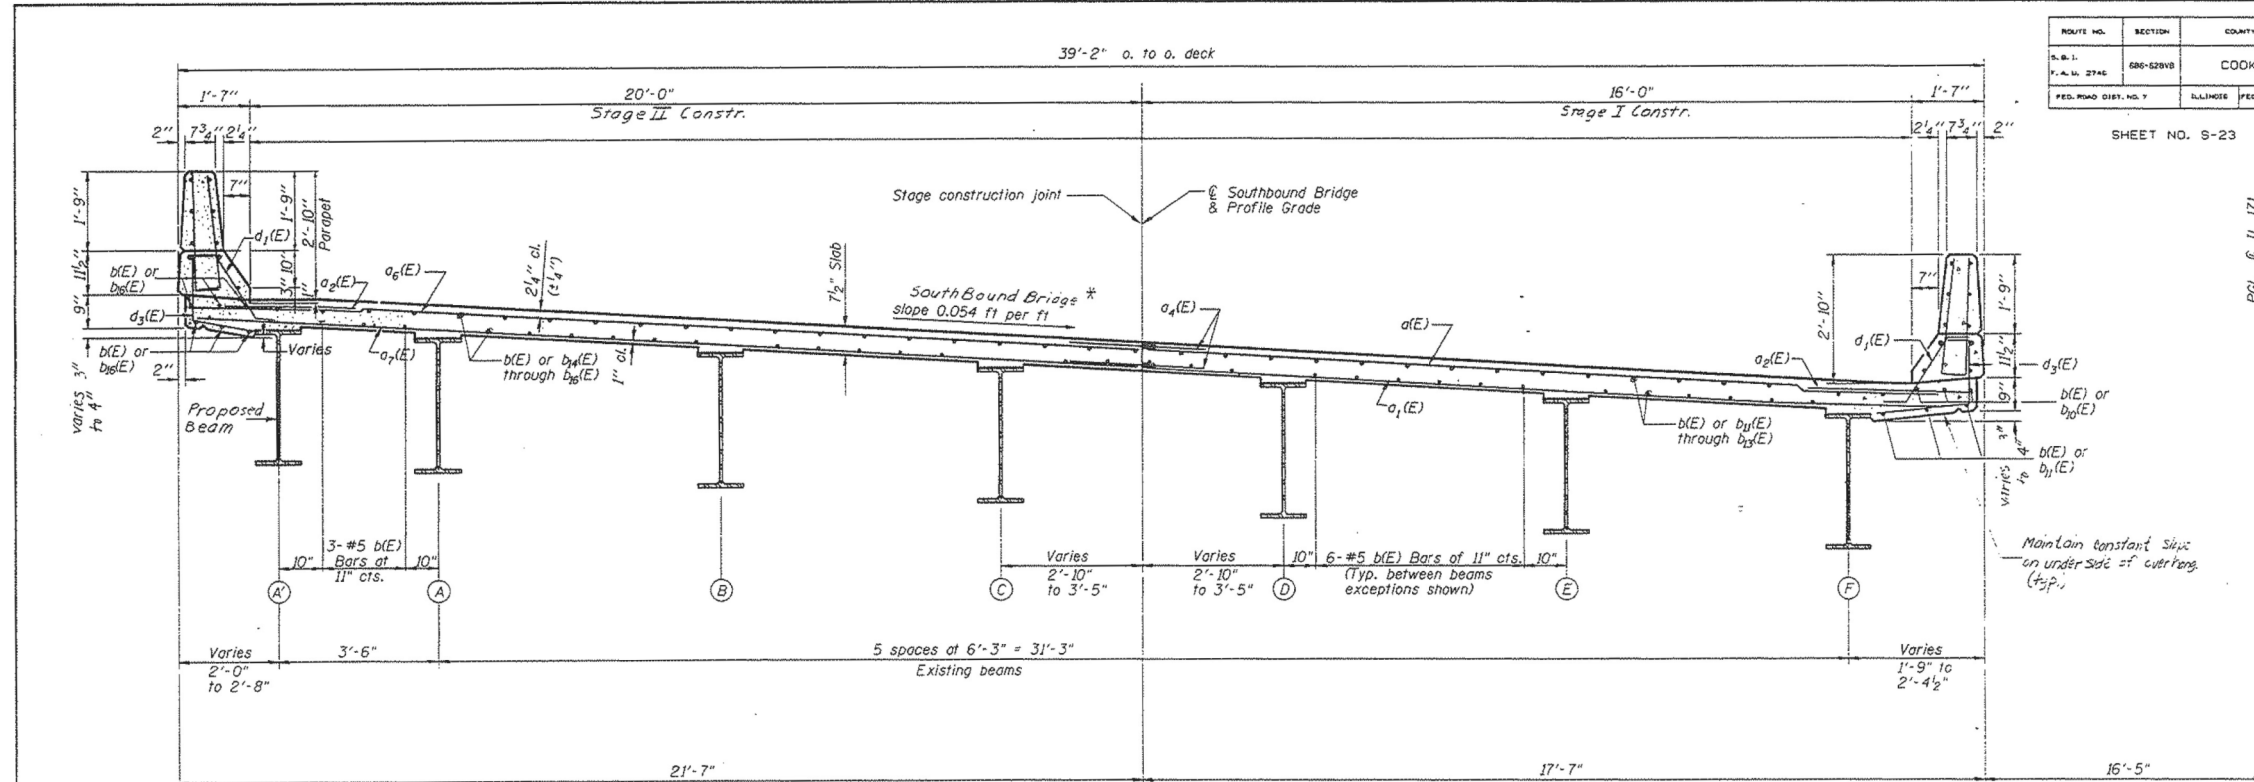 39'-2" o. to o. deck
1'-7"
20'-0"
Stage II Constr.
16'-0"
Stage I Constr.
1'-7"
2" 7¾" 2¼"
2¼" 7¾" 2"
ROUTE NO. SECTION COUNTY
S.B.I.
F.A.U. 2746
COOK
FED. ROAD DIST. NO. 7 ILLINOIS
SHEET NO. S-23
7"
1'-9"
11½"
9"
varies 3"
to 4"
1'-9"
10"
3"
1"
2'-10"
Parapet
d₁(E)
b(E) or
b₁₆(E)
d₃(E)
b(E) or
b₁₆(E)
2"
Varies
a₂(E)
a₆(E)
a₇(E)
2¼" cl.
(±¼")
b(E) or b₁₄(E)
through b₁₆(E)
1" cl.
7½" Slab
Stage construction joint
℄ Southbound Bridge
& Profile Grade
SouthBound Bridge *
slope 0.054 ft per ft
a₄(E)
a(E)
a₁(E)
2'-10"
7"
1'-9"
11½"
9"
3"
varies
to 4"
d₁(E)
a₂(E)
d₃(E)
b(E) or
b₁₀(E)
b(E) or b₁₁(E)
through b₁₃(E)
b(E) or
b₁₁(E)
Proposed
Beam
Maintain constant slope
on underside of overhang.
(typ.)
10"
3-#5 b(E)
Bars at
11" cts.
10"
Varies
2'-10"
to 3'-5"
Varies
2'-10"
to 3'-5"
10"
6-#5 b(E) Bars of 11" cts.
(Typ. between beams
exceptions shown)
10"
A' A B C D E F
Varies
2'-0"
to 2'-8"
3'-6"
5 spaces at 6'-3" = 31'-3"
Existing beams
Varies
1'-9" to
2'-4½"
21'-7"
17'-7"
16'-5"